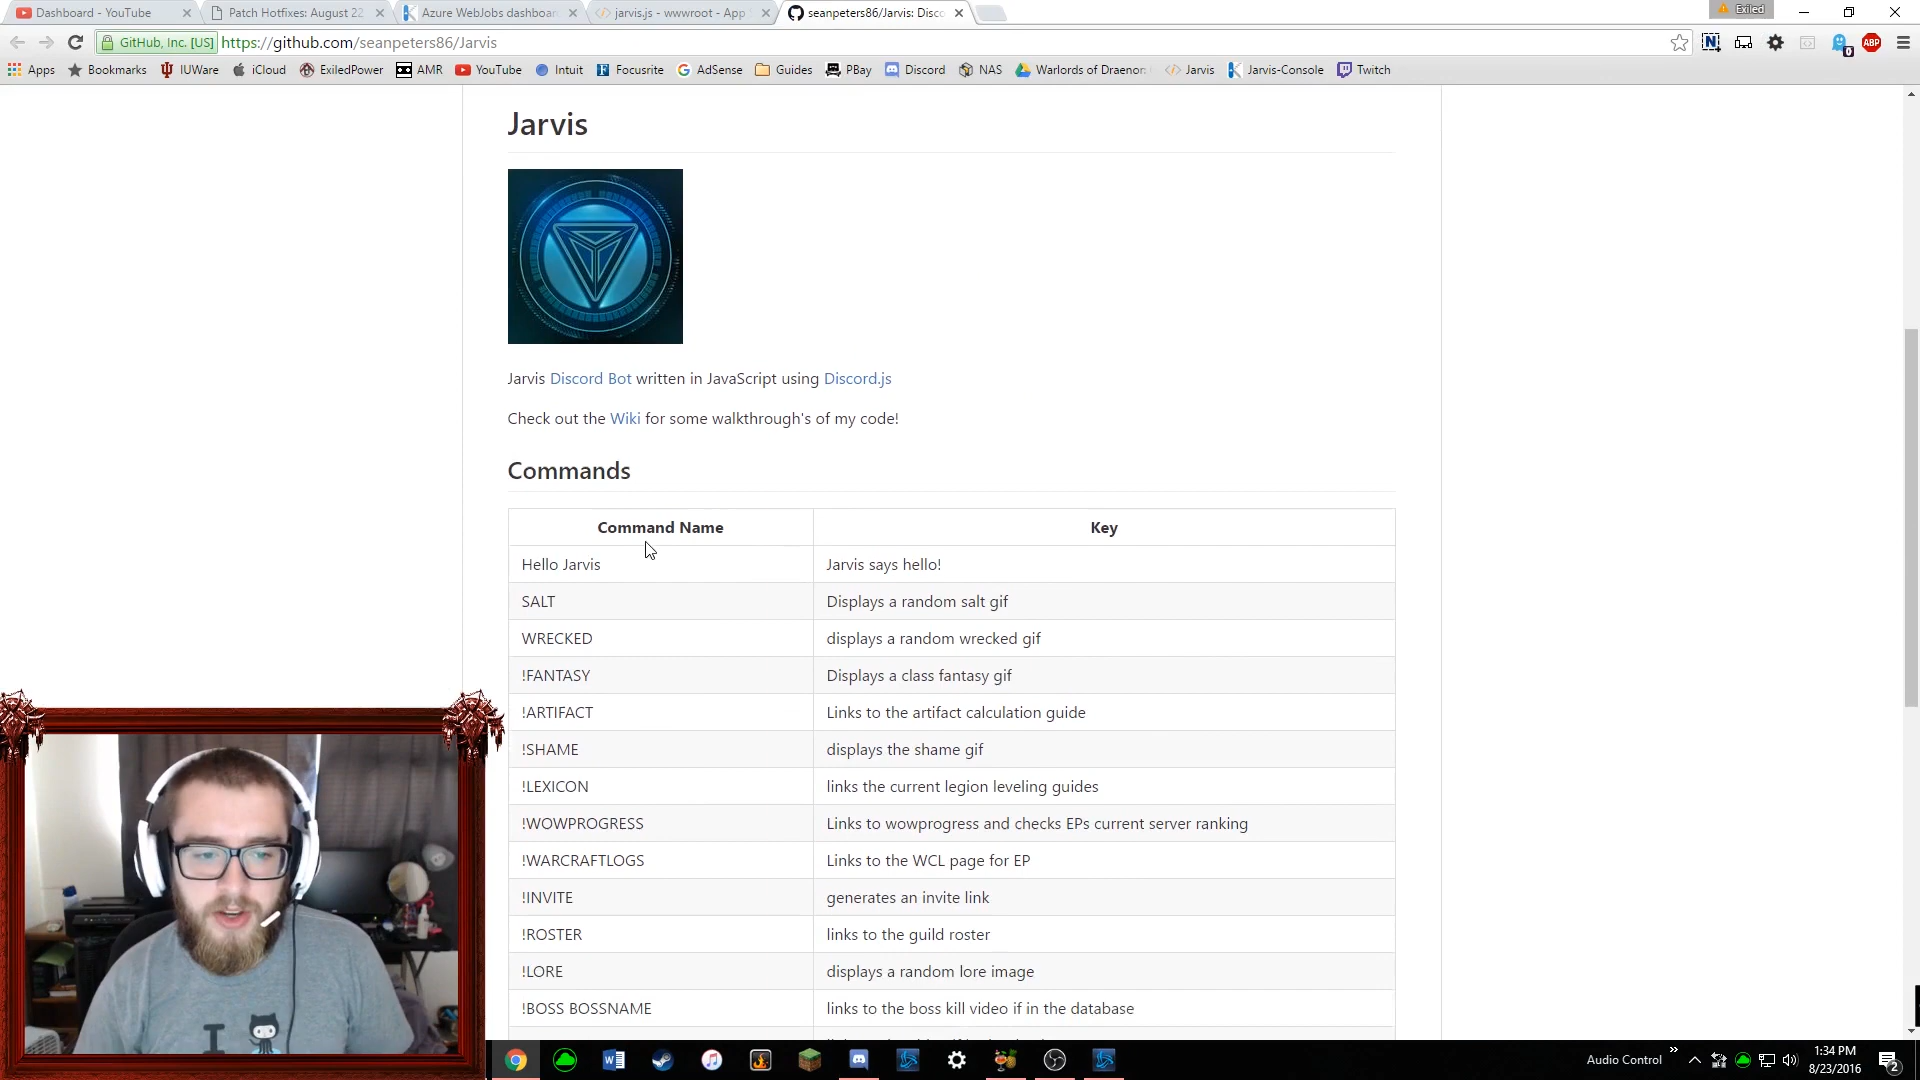 Dashboard - YouTube
Patch Hotfixes: August 22
Azure WebJobs dashboar
jarvis.js - wwwroot - App
seanpeters86/Jarvis: Disco
Exiled
GitHub, Inc. [US]
https://github.com/seanpeters86/Jarvis
ABP
Apps
Bookmarks
IUWare
iCloud
ExiledPower
AMR
YouTube
Intuit
Focusrite
AdSense
Guides
PBay
Discord
NAS
Warlords of Draenor:
Jarvis
Jarvis-Console
Twitch
Jarvis
Jarvis Discord Bot written in JavaScript using Discord.js
Check out the Wiki for some walkthrough's of my code!
Commands
Command Name Key
Hello Jarvis Jarvis says hello!
SALT Displays a random salt gif
WRECKED displays a random wrecked gif
!FANTASY Displays a class fantasy gif
!ARTIFACT Links to the artifact calculation guide
!SHAME displays the shame gif
!LEXICON links the current legion leveling guides
!WOWPROGRESS Links to wowprogress and checks EPs current server ranking
!WARCRAFTLOGS Links to the WCL page for EP
!INVITE generates an invite link
!ROSTER links to the guild roster
!LORE displays a random lore image
!BOSS BOSSNAME links to the boss kill video if in the database
I
Audio Control
1:34 PM
8/23/2016
2